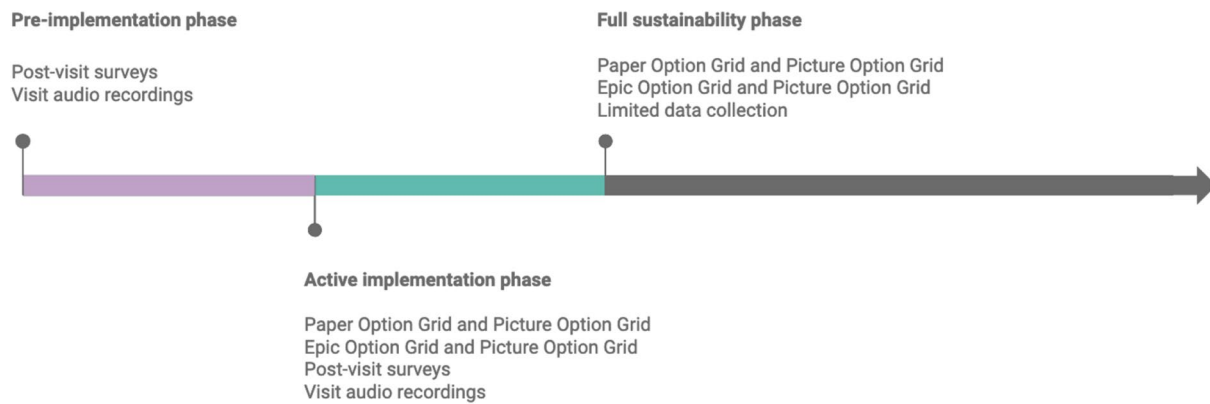 Pre-implementation phase
Post-visit surveys
Visit audio recordings
Full sustainability phase
Paper Option Grid and Picture Option Grid
Epic Option Grid and Picture Option Grid
Limited data collection
Active implementation phase
Paper Option Grid and Picture Option Grid
Epic Option Grid and Picture Option Grid
Post-visit surveys
Visit audio recordings